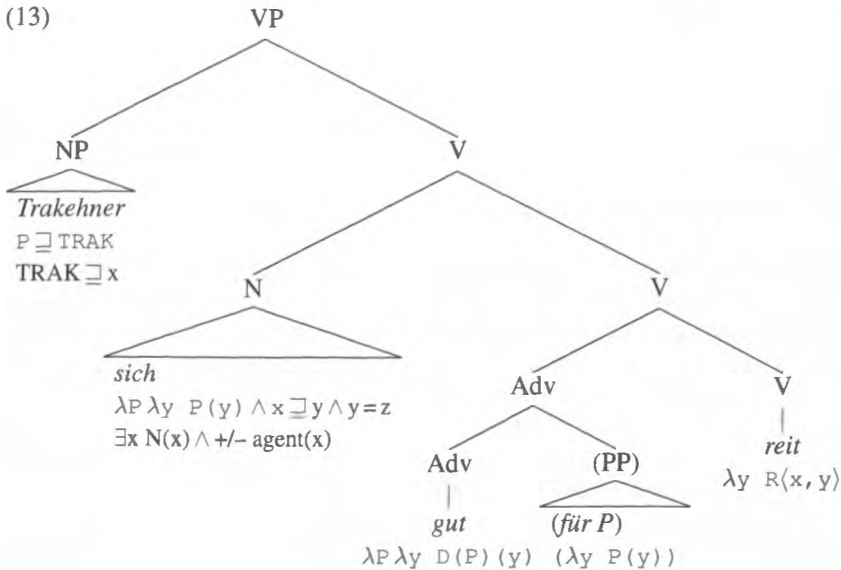 (13)
VP
NP V
Trakehner
P ⊒ TRAK
TRAK ⊒ x
N V
sich
λP λy P(y) ∧ x ⊒ y ∧ y=z
∃x N(x) ∧ +/– agent(x)
Adv V
reit
λy R⟨x,y⟩
Adv (PP)
gut (für P)
λP λy D(P)(y) (λy P(y))